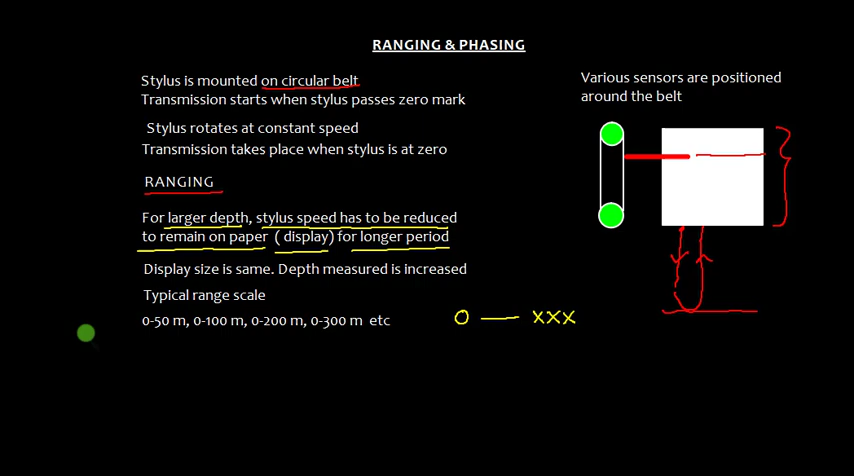 RANGING & PHASING
Stylus is mounted on circular belt
Transmission starts when stylus passes zero mark
Stylus rotates at constant speed
Transmission takes place when stylus is at zero
RANGING
For larger depth, stylus speed has to be reduced
to remain on paper ( display) for longer period
Display size is same. Depth measured is increased
Typical range scale
0-50 m, 0-100 m, 0-200 m, 0-300 m etc
0 — XXX
Various sensors are positioned
around the belt